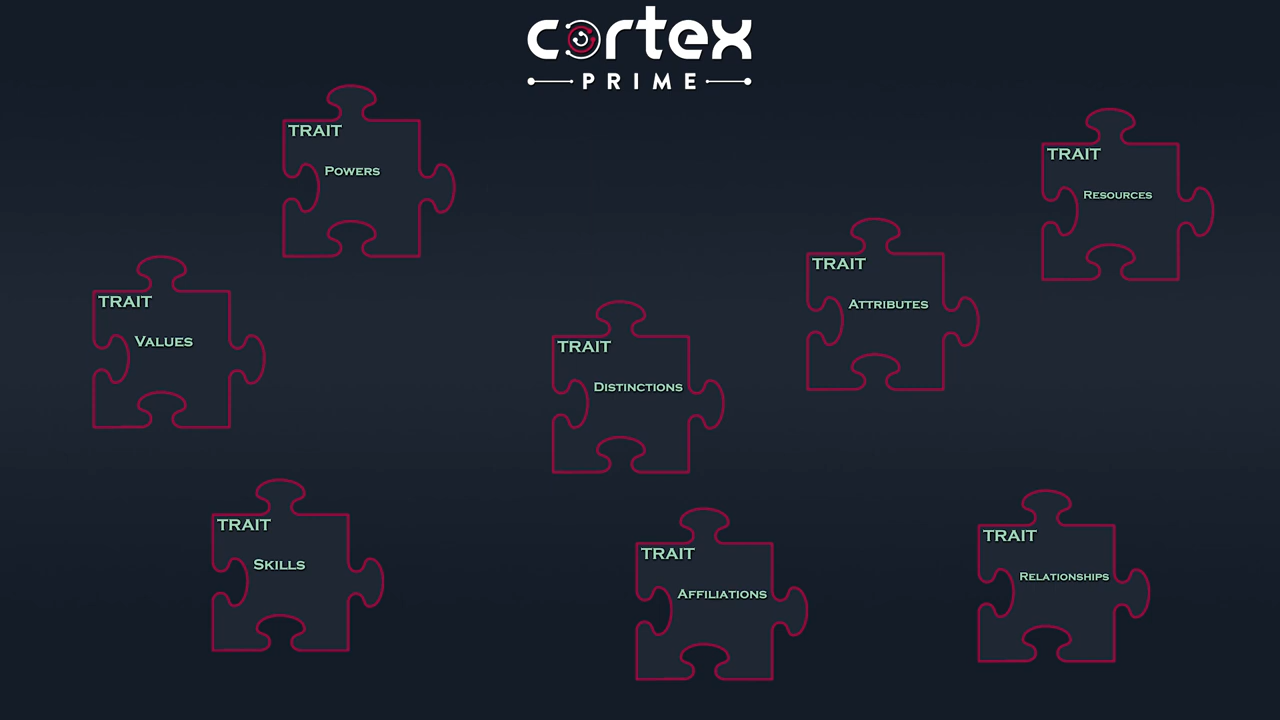 cortex
PRIME
TRAIT
Powers
TRAIT
Resources
TRAIT
Attributes
TRAIT
Values
TRAIT
Distinctions
TRAIT
Skills
TRAIT
Affiliations
TRAIT
Relationships